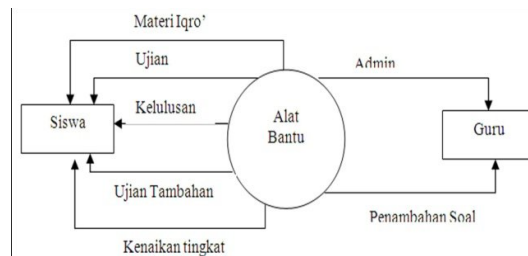 Materi Iqro’
Ujian
Admin
Siswa
Kelulusan
Alat
Bantu
Guru
Ujian Tambahan
Penambahan Soal
Kenaikan tingkat